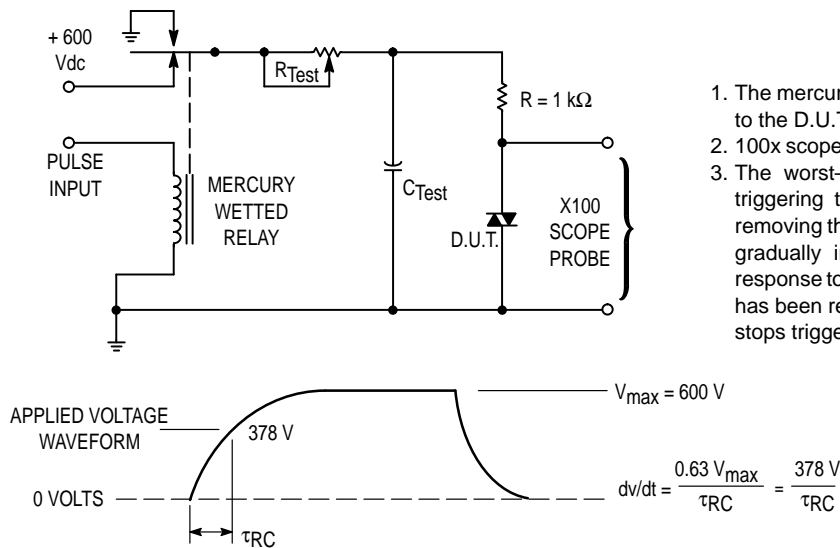 + 600
Vdc
PULSE
INPUT
MERCURY
WETTED
RELAY
RTest
CTest
R = 1 kΩ
D.U.T.
X100
SCOPE
PROBE
1. The mercur
to the D.U.T
2. 100x scope
3. The worst–
triggering t
removing th
gradually i
response to
has been re
stops trigge
APPLIED VOLTAGE
WAVEFORM
378 V
Vmax = 600 V
0 VOLTS
τRC
dv/dt = 0.63 Vmax / τRC = 378 V / τRC